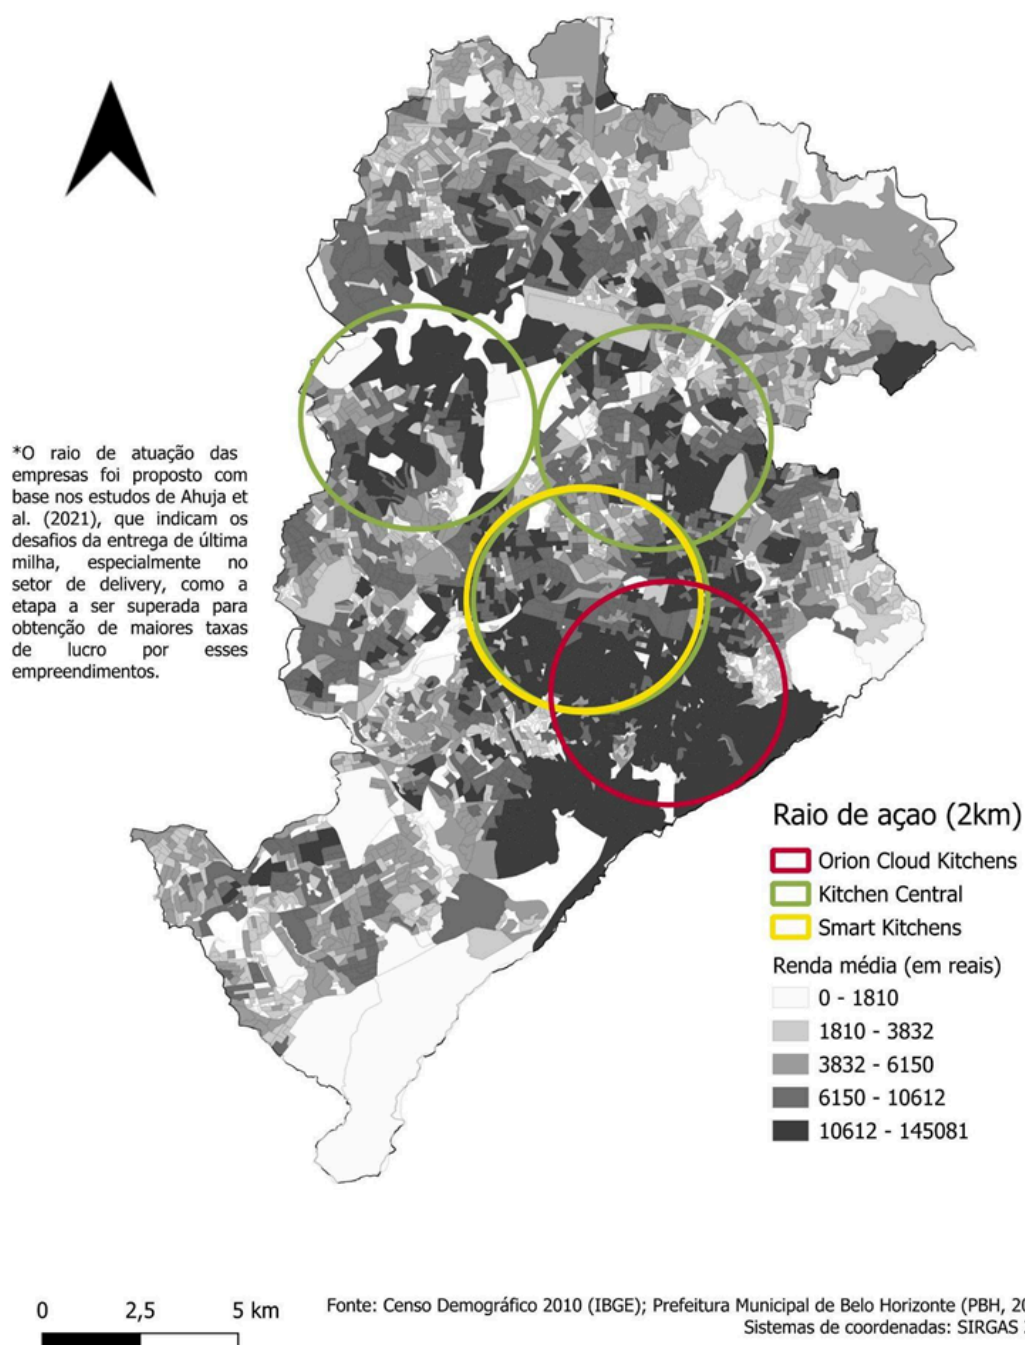 *O raio de atuação das
empresas foi proposto com
base nos estudos de Ahuja et
al. (2021), que indicam os
desafios da entrega de última
milha, especialmente no
setor de delivery, como a
etapa a ser superada para
obtenção de maiores taxas
de lucro por esses
empreendimentos.
Raio de açao (2km)
Orion Cloud Kitchens
Kitchen Central
Smart Kitchens
Renda média (em reais)
0 - 1810
1810 - 3832
3832 - 6150
6150 - 10612
10612 - 145081
0 2,5 5 km
Fonte: Censo Demográfico 2010 (IBGE); Prefeitura Municipal de Belo Horizonte (PBH, 20
Sistemas de coordenadas: SIRGAS